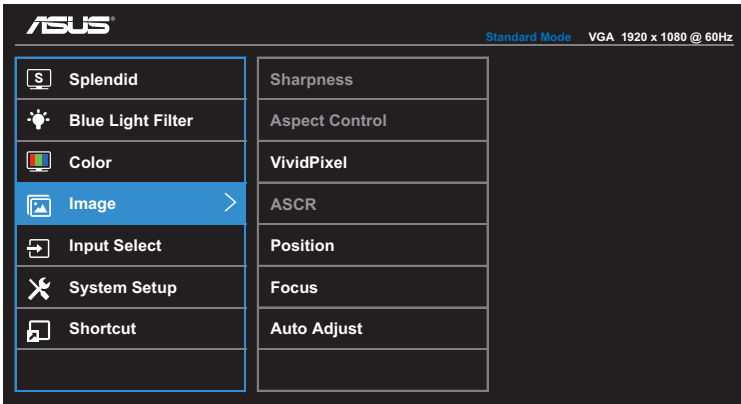 ASUS
Standard Mode VGA 1920 x 1080 @ 60Hz
S Splendid
Blue Light Filter
Color
Image
Input Select
System Setup
Shortcut
Sharpness
Aspect Control
VividPixel
ASCR
Position
Focus
Auto Adjust